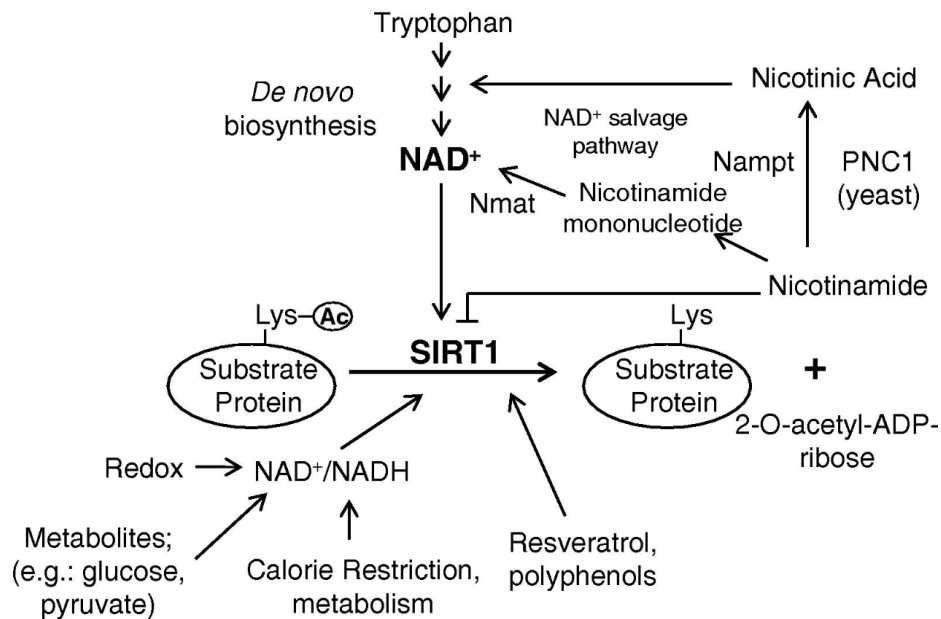 Tryptophan
De novo
biosynthesis
Nicotinic Acid
NAD⁺ salvage
pathway
NAD⁺
Nampt
PNC1
(yeast)
Nmat
Nicotinamide
mononucleotide
Nicotinamide
Lys
Ac
Substrate
Protein
SIRT1
Lys
Substrate
Protein
+
2-O-acetyl-ADP-
ribose
Redox
NAD⁺/NADH
Metabolites;
(e.g.: glucose,
pyruvate)
Calorie Restriction,
metabolism
Resveratrol,
polyphenols